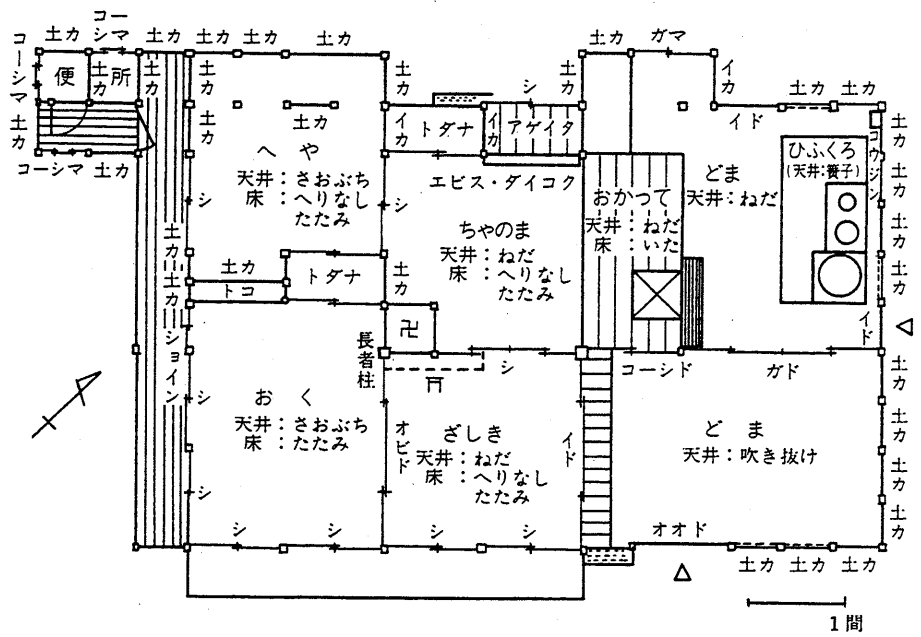 コー
シマ
土カ
土カ
土カ
土カ
土カ
土カ
ガマ
コーシマ
便
土カ
所
土カ
土カ
土カ
土カ
シ
イカ
土カ
土カ
土カ
土カ
土カ
イカ
トダナ
イカ
アゲイタ
イド
コーシマ
土カ
へや
天井：さおぶち
床：へりなし
たたみ
シ
シ
エビス・ダイコク
どま
天井：ねだ
ひふくろ
(天井：簀子)
コウジン
土カ
おかって
天井：ねだ
床：いた
ちゃのま
天井：ねだ
床：へりなし
たたみ
土カ
土カ
土カ
土カ
トダナ
トコ
土カ
土カ
土カ
イド
卍
長者柱
ショイン
シ
コーシド
ガド
土カ
おく
天井：さおぶち
床：たたみ
シ
オビド
ざしき
天井：ねだ
床：へりなし
たたみ
イド
どま
天井：吹き抜け
土カ
土カ
土カ
シ
シ
シ
シ
シ
オオド
土カ
土カ
土カ
1間